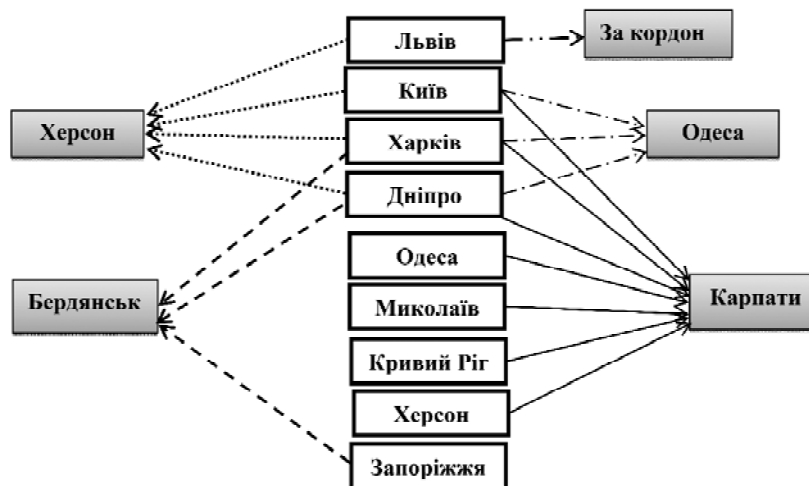 Львів
За кордон
Київ
Херсон
Харків
Одеса
Дніпро
Одеса
Бердянськ
Миколаїв
Карпати
Кривий Ріг
Херсон
Запоріжжя